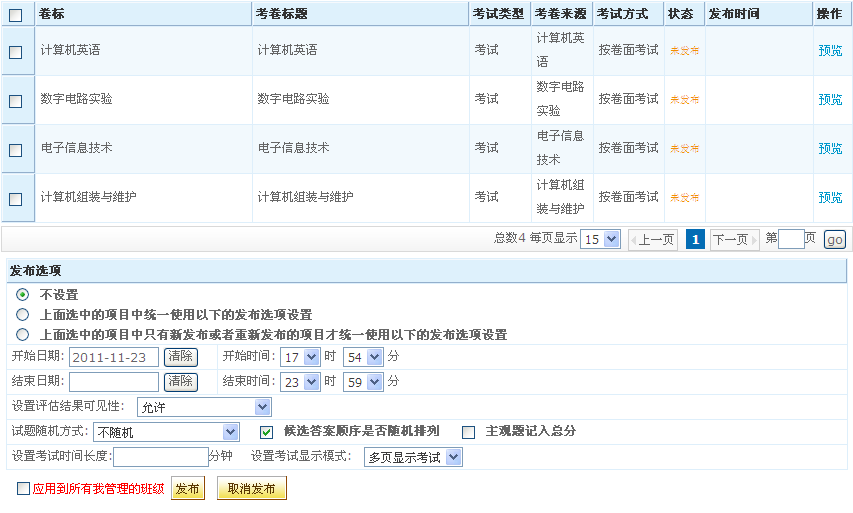 卷标 考卷标题 考试类型 考卷来源 考试方式 状态 发布时间 操作
计算机英语 计算机英语 考试 计算机英语 按卷面考试 未发布 预览
数字电路实验 数字电路实验 考试 数字电路实验 按卷面考试 未发布 预览
电子信息技术 电子信息技术 考试 电子信息技术 按卷面考试 未发布 预览
计算机组装与维护 计算机组装与维护 考试 计算机组装与维护 按卷面考试 未发布 预览
总数4 每页显示 15 上一页 1 下一页 第 页 go
发布选项
不设置
上面选中的项目中统一使用以下的发布选项设置
上面选中的项目中只有新发布或者重新发布的项目才统一使用以下的发布选项设置
开始日期: 2011-11-23 清除 开始时间: 17 时 54 分
结束日期: 清除 结束时间: 23 时 59 分
设置评估结果可见性: 允许
试题随机方式: 不随机 候选答案顺序是否随机排列 主观题记入总分
设置考试时间长度: 分钟 设置考试显示模式: 多页显示考试
应用到所有我管理的班级 发布 取消发布